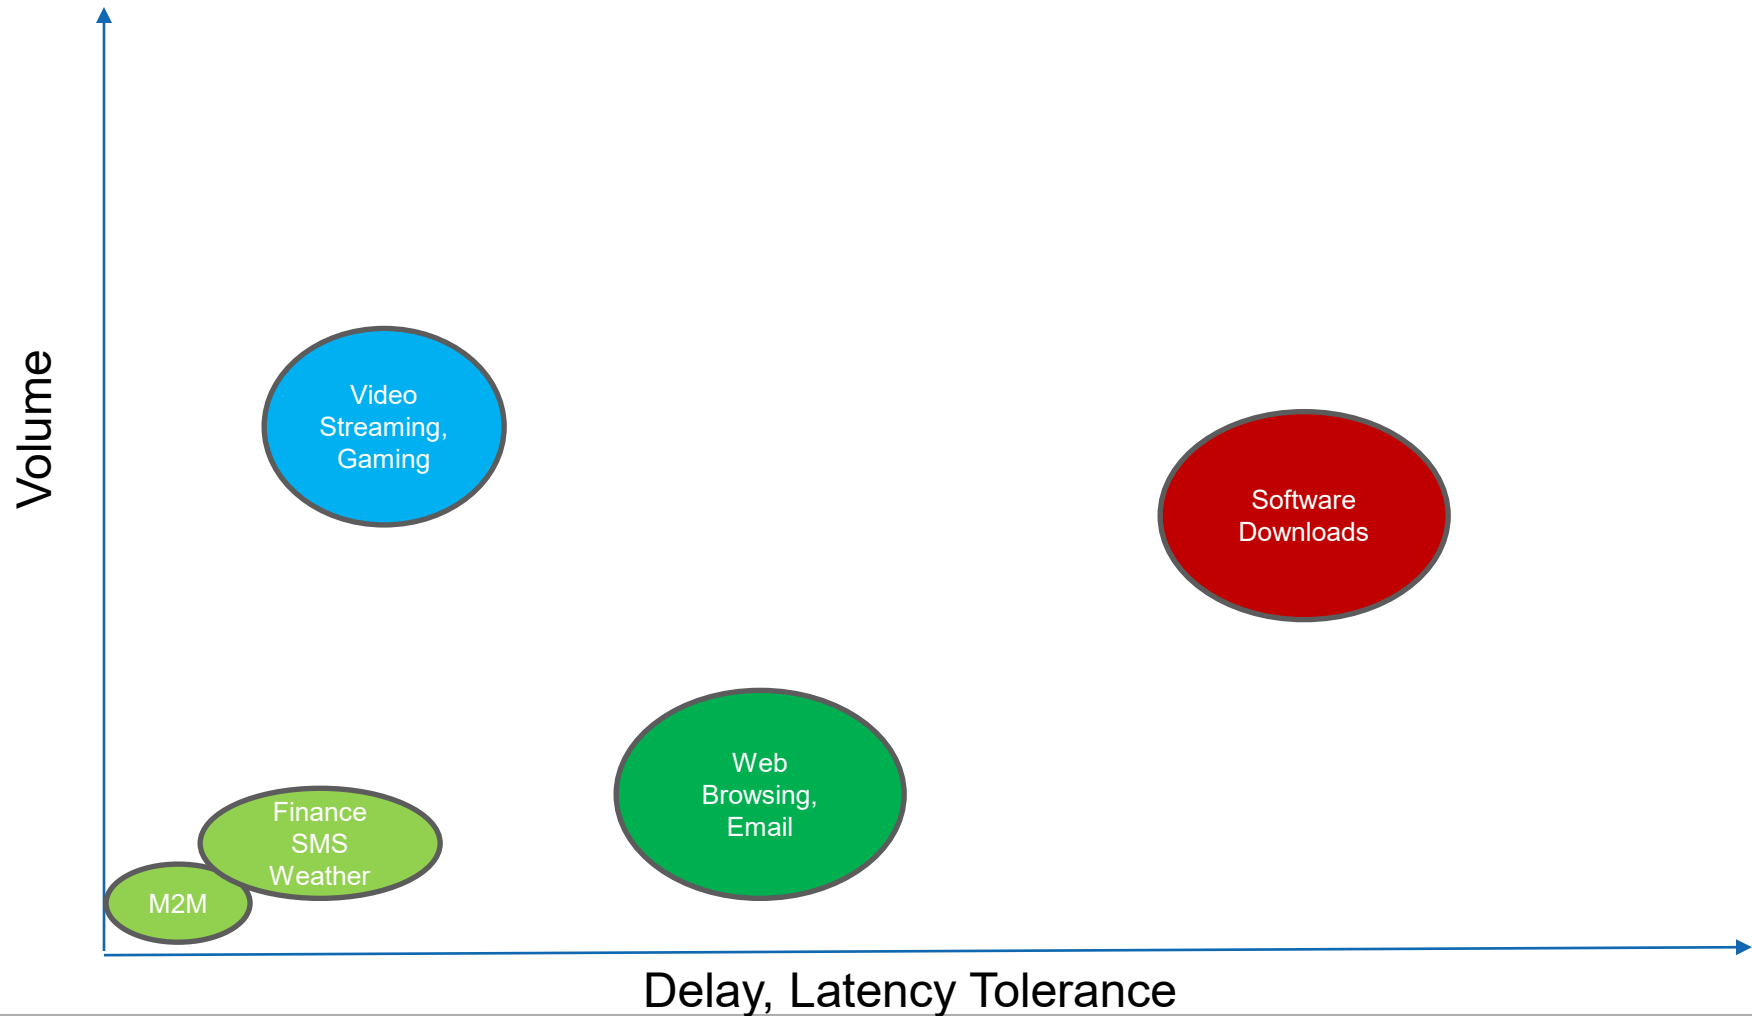 Volume
Video
Streaming,
Gaming
Software
Downloads
Web
Browsing,
Email
Finance
SMS
Weather
M2M
Delay, Latency Tolerance